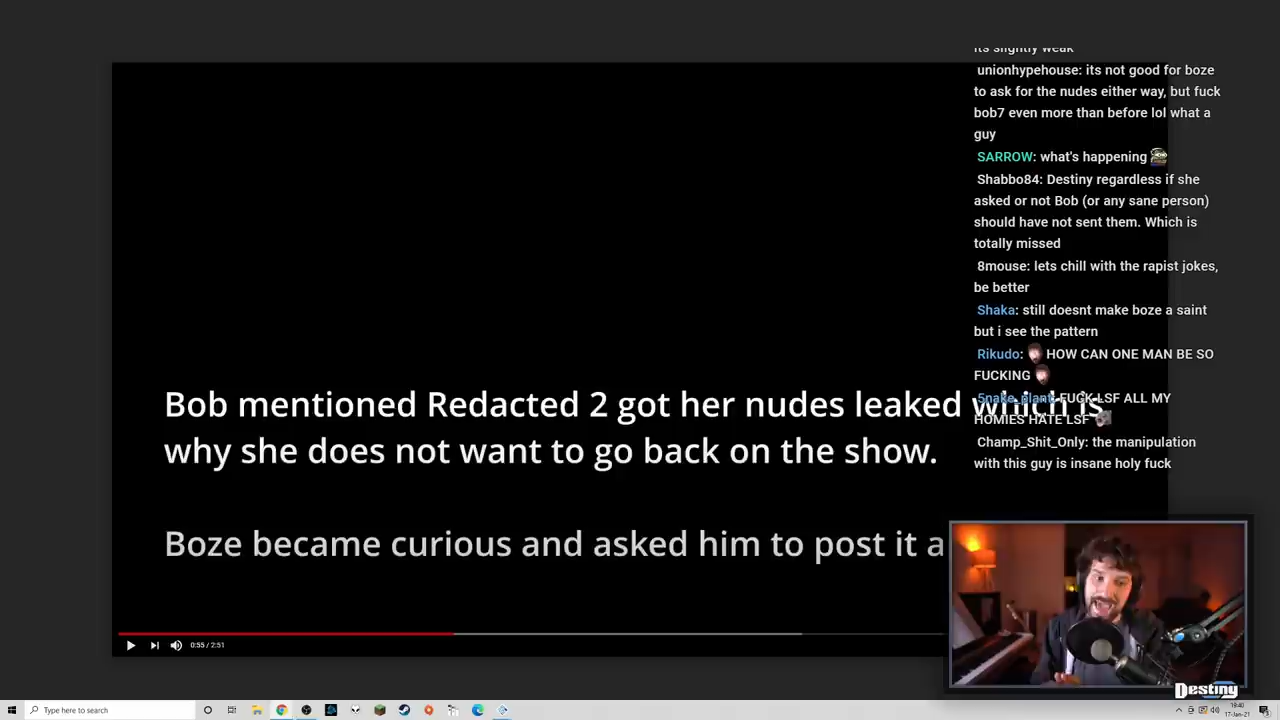 its slightly weak
unionhypehouse: its not good for boze
to ask for the nudes either way, but fuck
bob7 even more than before lol what a
guy
SARROW: what's happening
Shabbo84: Destiny regardless if she
asked or not Bob (or any sane person)
should have not sent them. Which is
totally missed
8mouse: lets chill with the rapist jokes,
be better
Shaka: still doesnt make boze a saint
but i see the pattern
Rikudo: HOW CAN ONE MAN BE SO
FUCKING
5nake_plant: FUCK LSF ALL MY
HOMIES HATE LSF
Champ_Shit_Only: the manipulation
with this guy is insane holy fuck
Bob mentioned Redacted 2 got her nudes leaked which is
why she does not want to go back on the show.
Boze became curious and asked him to post it a
0:55 / 2:51
Destiny
Type here to search
18:40
17-Jan-21